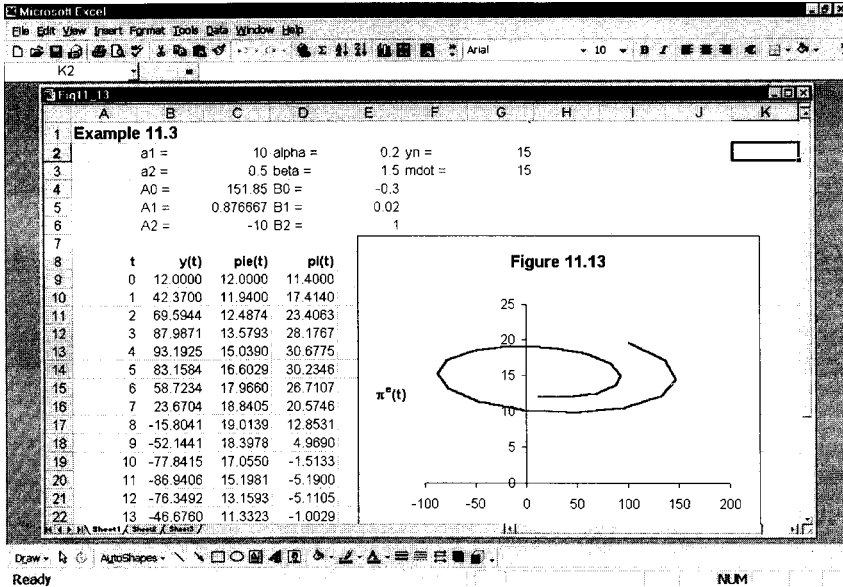 Microsoft Excel
File Edit View Insert Format Tools Data Window Help
Arial 10 B I
K2 =
Fig11_13
A B C D E F G H I J K
1 Example 11.3
2 a1 = 10 alpha = 0.2 yn = 15
3 a2 = 0.5 beta = 1.5 mdot = 15
4 A0 = 151.85 B0 = -0.3
5 A1 = 0.876667 B1 = 0.02
6 A2 = -10 B2 = 1
7
8 t y(t) pie(t) pi(t)
9 0 12.0000 12.0000 11.4000
10 1 42.3700 11.9400 17.4140
11 2 69.5944 12.4874 23.4063
12 3 87.9871 13.5793 28.1767
13 4 93.1925 15.0390 30.6775
14 5 83.1584 16.6029 30.2346
15 6 58.7234 17.9660 26.7107
16 7 23.6704 18.8405 20.5746
17 8 -15.8041 19.0139 12.8531
18 9 -52.1441 18.3978 4.9690
19 10 -77.8415 17.0550 -1.5133
20 11 -86.9406 15.1981 -5.1900
21 12 -76.3492 13.1593 -5.1105
22 13 -46.6760 11.3323 -1.0029
Figure 11.13
25
20
15
10
5
0
πᵉ(t)
-100 -50 0 50 100 150 200
Sheet1 / Sheet2 / Sheet3
Draw AutoShapes
Ready NUM